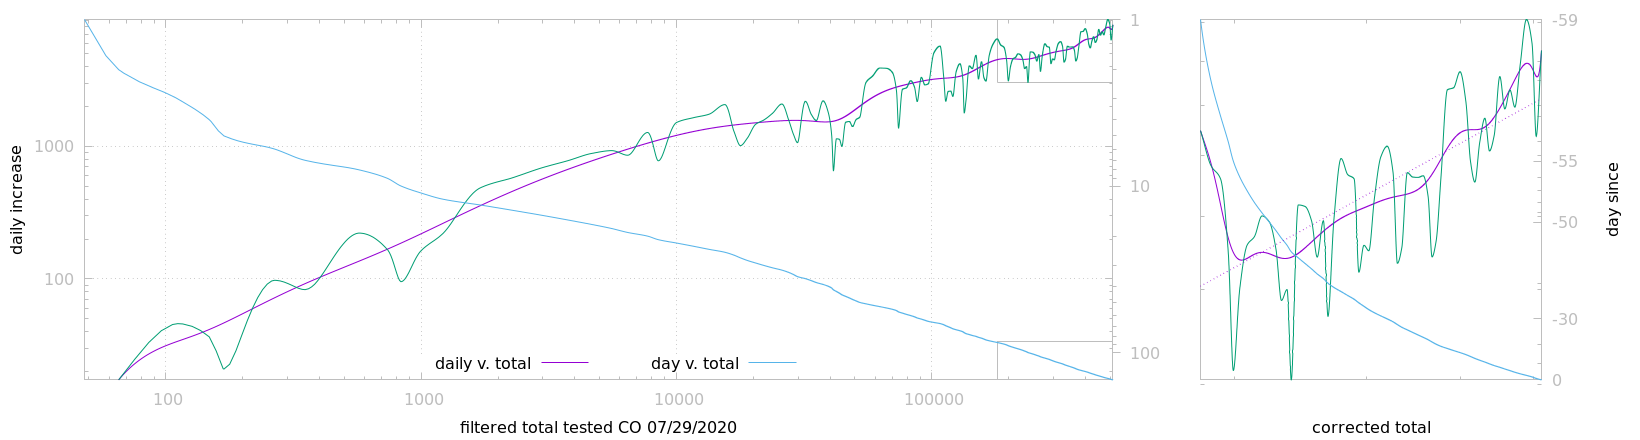 1000
100
daily increase
100
1000
10000
100000
filtered total tested CO 07/29/2020
daily v. total
day v. total
1
10
100
-59
-55
-50
-30
0
day since
corrected total